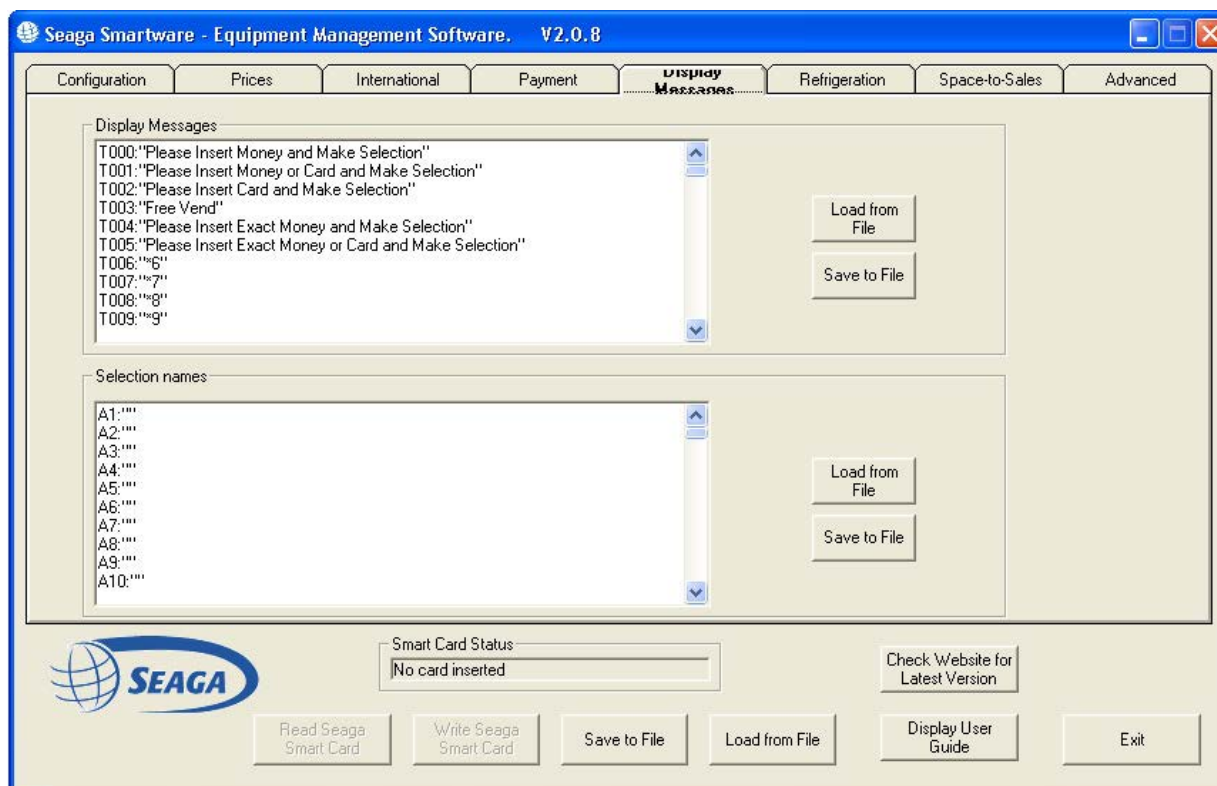 Seaga Smartware - Equipment Management Software. V2.0.8
Configuration
Prices
International
Payment
Display
Messages
Refrigeration
Space-to-Sales
Advanced
Display Messages
T000:"Please Insert Money and Make Selection"
T001:"Please Insert Money or Card and Make Selection"
T002:"Please Insert Card and Make Selection"
T003:"Free Vend"
T004:"Please Insert Exact Money and Make Selection"
T005:"Please Insert Exact Money or Card and Make Selection"
T006:"*6"
T007:"*7"
T008:"*8"
T009:"*9"
Load from
File
Save to File
Selection names
A1:""
A2:""
A3:""
A4:""
A5:""
A6:""
A7:""
A8:""
A9:""
A10:""
Load from
File
Save to File
SEAGA
Smart Card Status
No card inserted
Check Website for
Latest Version
Read Seaga
Smart Card
Write Seaga
Smart Card
Save to File
Load from File
Display User
Guide
Exit